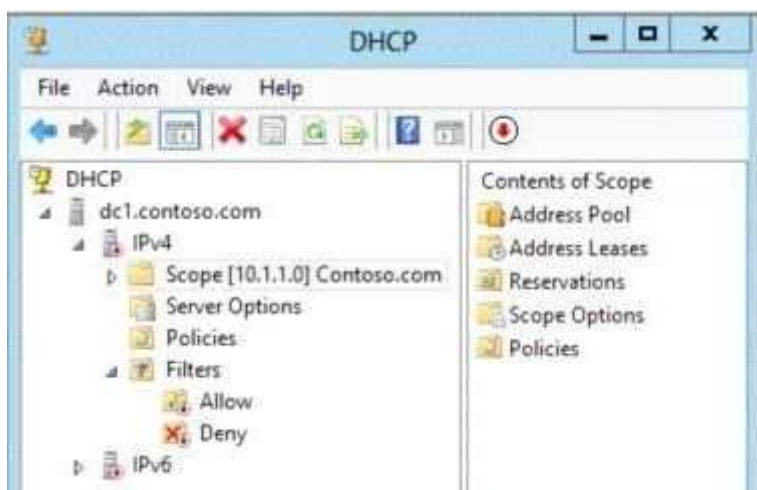 DHCP
File Action View Help
DHCP
dc1.contoso.com
IPv4
Scope [10.1.1.0] Contoso.com
Server Options
Policies
Filters
Allow
Deny
IPv6
Contents of Scope
Address Pool
Address Leases
Reservations
Scope Options
Policies